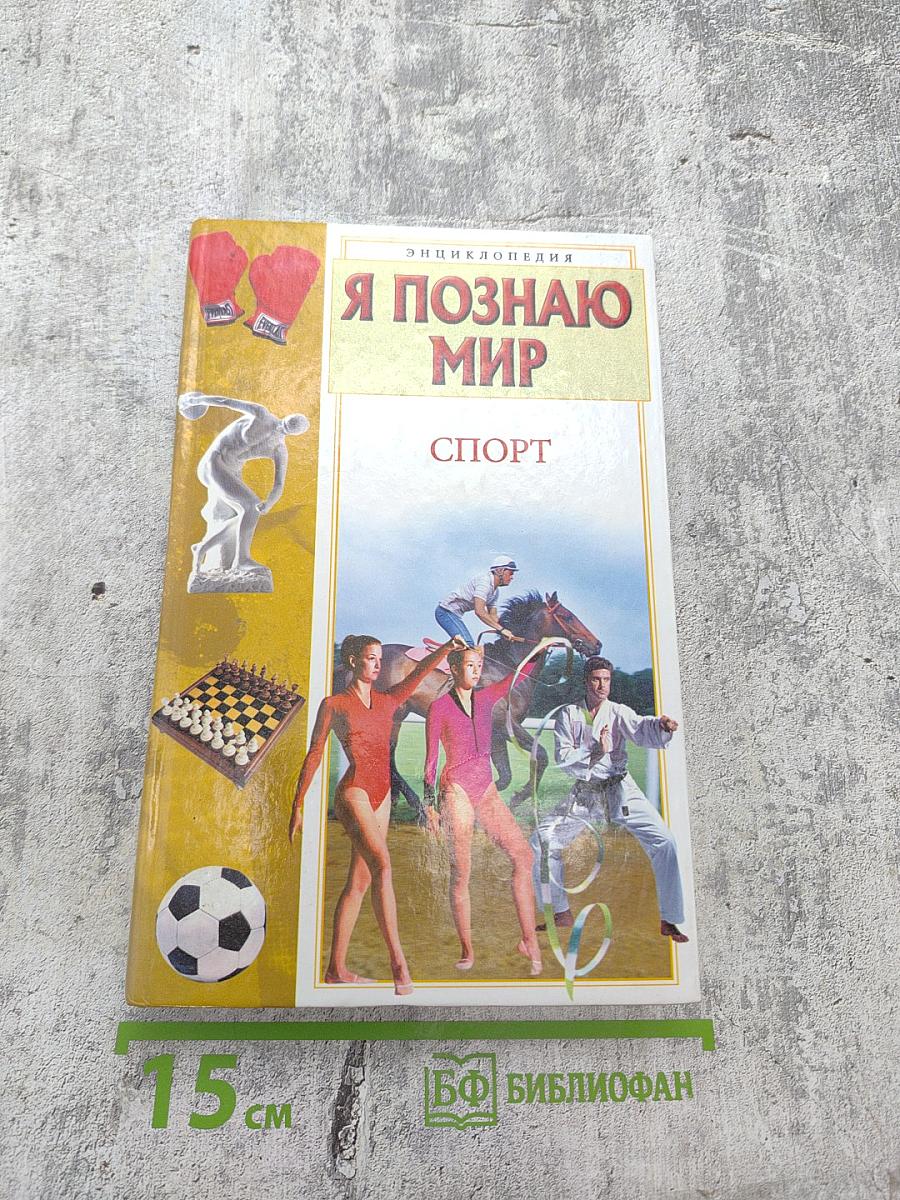 ЭНЦИКЛОПЕДИЯ
Я ПОЗНАЮ
МИР
СПОРТ
15 см
БФ БИБЛИОФАН